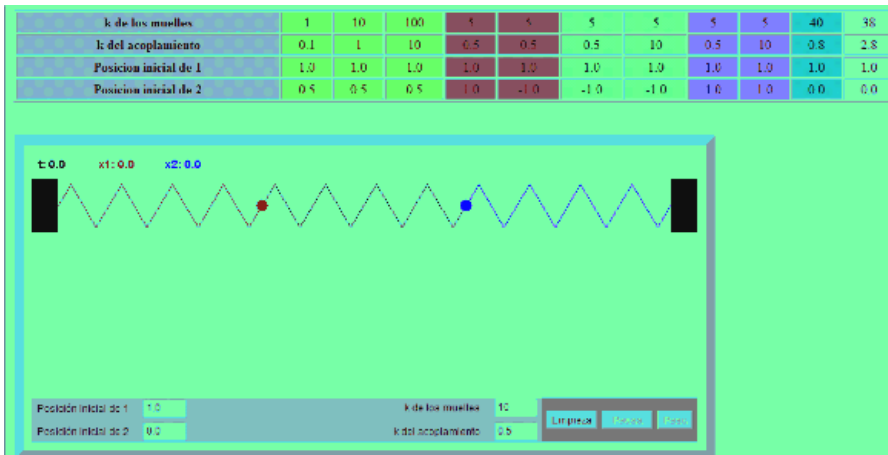 k de los muelles 1 10 100 5 5 5 5 5 5 40 38
k del acoplamiento 0.1 1 10 0.5 0.5 0.5 10 0.5 10 0.8 2.8
Posicion inicial de 1 1.0 1.0 1.0 1.0 1.0 1.0 1.0 1.0 1.0 1.0 1.0
Posicion inicial de 2 0.5 0.5 0.5 1.0 -1.0 -1.0 -1.0 1.0 1.0 0.0 0.0
t: 0.0 x1: 0.0 x2: 0.0
Posición inicial de 1 1.0 k de los muelles 10
Limpieza
Posición inicial de 2 0.0 k del acoplamiento 0.5